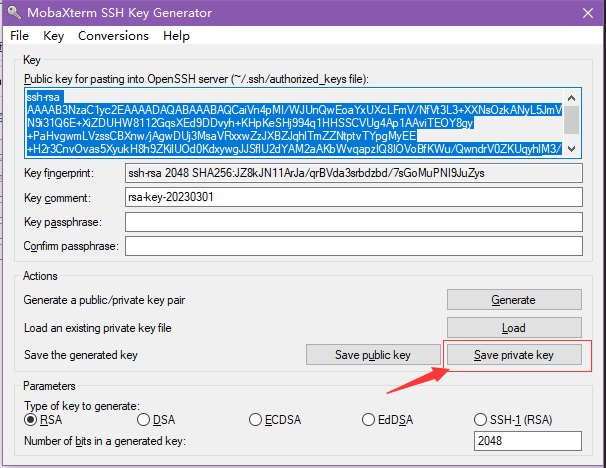 MobaXterm SSH Key Generator
File Key Conversions Help
Key
Public key for pasting into OpenSSH server (~/.ssh/authorized_keys file):
ssh-rsa
AAAAB3NzaC1yc2EAAAADAQABAAABAQCaiVn4pMI/WJUnQwEoaYxUXcLFmV/NfVt3L3+XXNsOzkANyL5JmV
N9i31Q6E+XiZDUHW8112GqsXEd9DDvyh+KHpKeSHj994q1HHSSCVUg4Ap1AAviTEOY8gy
+PaHvgwmLVzssCBXnw/jAgwDUj3MsaVRxxwZzJXBZJqhlTmZZNtptvTYpgMyEE
+H2r3CnvOvas5XyukH8h9ZKilUOd0KdxywgJJSflU2dYAM2aAKbWvqapzIQ8IOVoBfKWu/QwndrV0ZKUqyhlM3/
Key fingerprint: ssh-rsa 2048 SHA256:JZ8kJN11ArJa/qrBVda3srbdzbd/7sGoMuPNI9JuZys
Key comment: rsa-key-20230301
Key passphrase:
Confirm passphrase:
Actions
Generate a public/private key pair Generate
Load an existing private key file Load
Save the generated key Save public key Save private key
Parameters
Type of key to generate:
RSA DSA ECDSA EdDSA SSH-1 (RSA)
Number of bits in a generated key: 2048